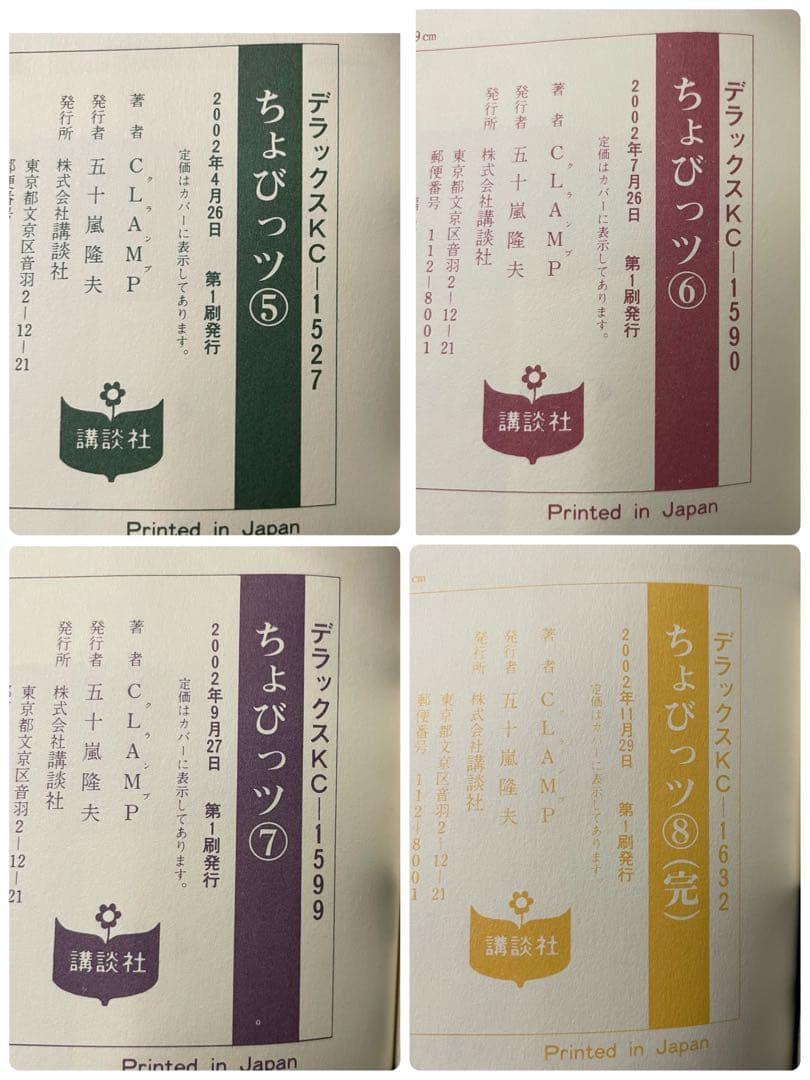 デラックスKC—1527
ちょびっツ⑤
定価はカバーに表示してあります。
2002年4月26日　第1刷発行
著者　CLAMP
クランプ
発行者　五十嵐隆夫
発行所　株式会社講談社
東京都文京区音羽2—12—21
講談社
Printed in Japan
9cm
デラックスKC—1590
ちょびっツ⑥
2002年7月26日　第1刷発行
定価はカバーに表示してあります。
著者　CLAMP
クランプ
発行者　五十嵐隆夫
発行所　株式会社講談社
東京都文京区音羽2—12—21
郵便番号　112—8001
講談社
Printed in Japan
デラックスKC—1599
ちょびっツ⑦
2002年9月27日　第1刷発行
定価はカバーに表示してあります。
著者　CLAMP
クランプ
発行者　五十嵐隆夫
発行所　株式会社講談社
東京都文京区音羽2—12—21
講談社
Printed in Japan
cm
デラックスKC—1632
ちょびっツ⑧(完)
2002年11月29日　第1刷発行
定価はカバーに表示してあります。
著者　CLAMP
クランプ
発行者　五十嵐隆夫
発行所　株式会社講談社
東京都文京区音羽2—12—21
郵便番号　112—8001
講談社
Printed in Japan